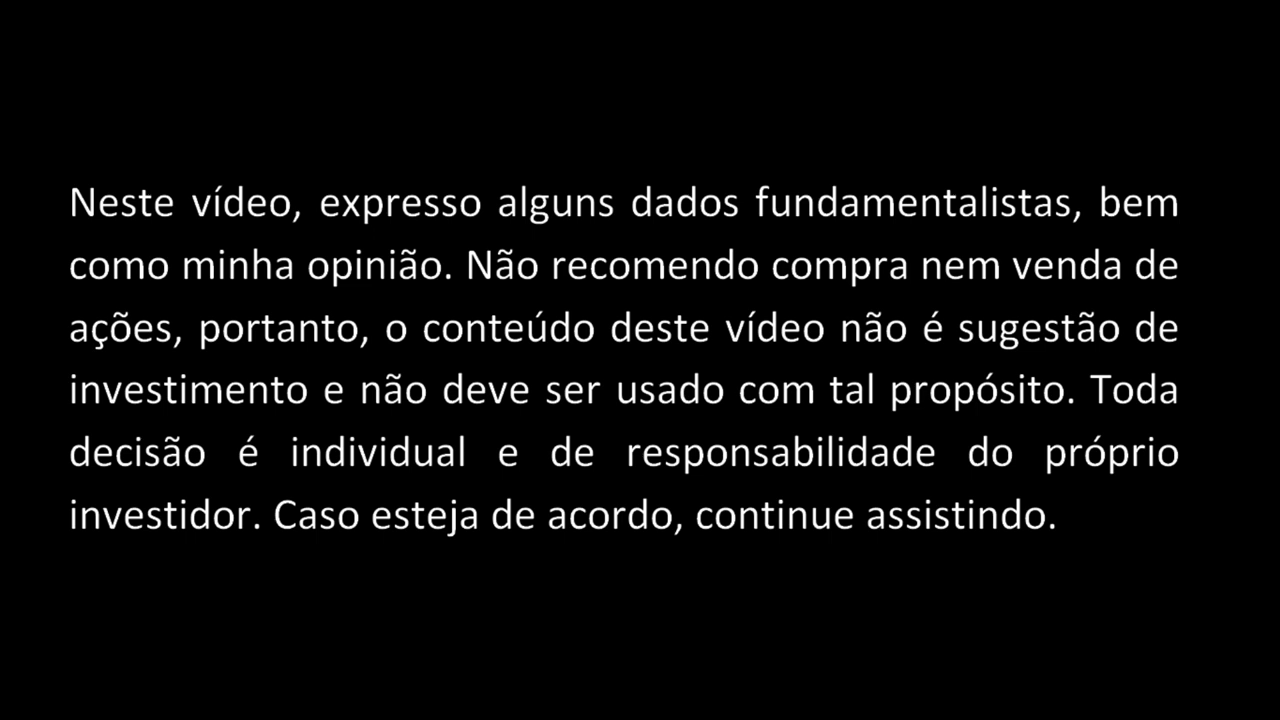 Neste vídeo, expresso alguns dados fundamentalistas, bem
como minha opinião. Não recomendo compra nem venda de
ações, portanto, o conteúdo deste vídeo não é sugestão de
investimento e não deve ser usado com tal propósito. Toda
decisão é individual e de responsabilidade do próprio
investidor. Caso esteja de acordo, continue assistindo.